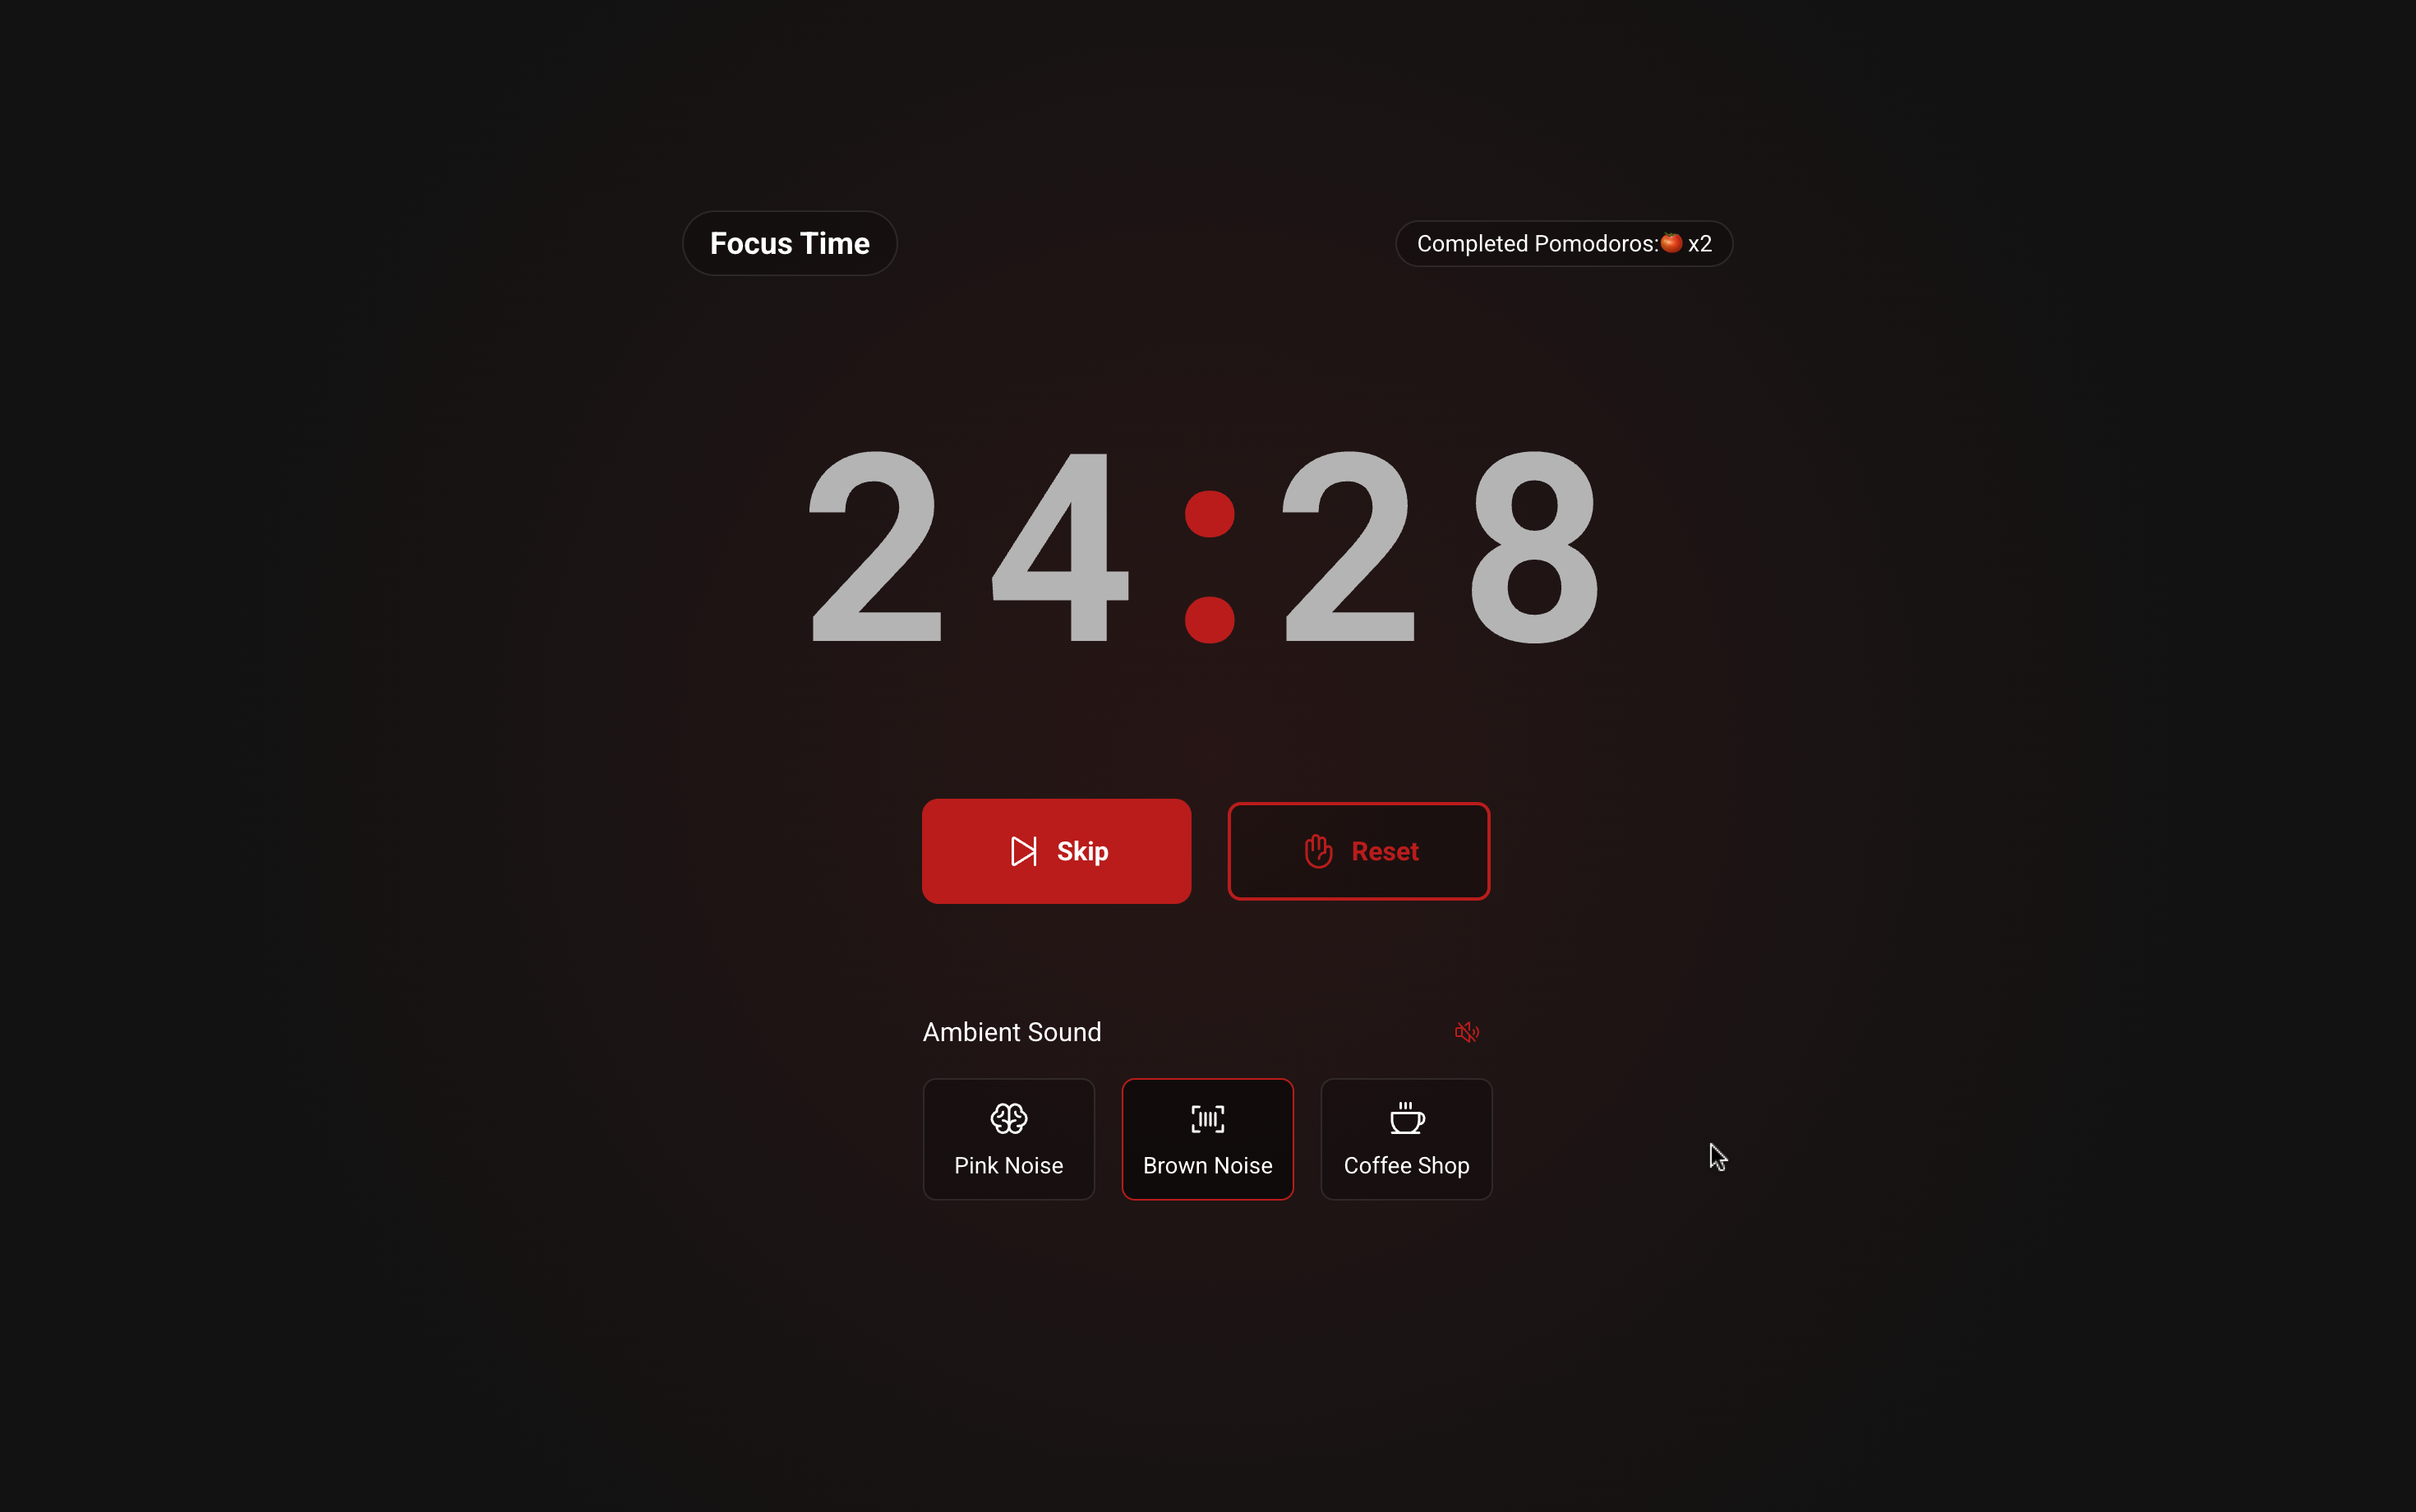 Focus Time
Completed Pomodoros:🍅 x2
24:28
Skip
Reset
Ambient Sound
Pink Noise
Brown Noise
Coffee Shop